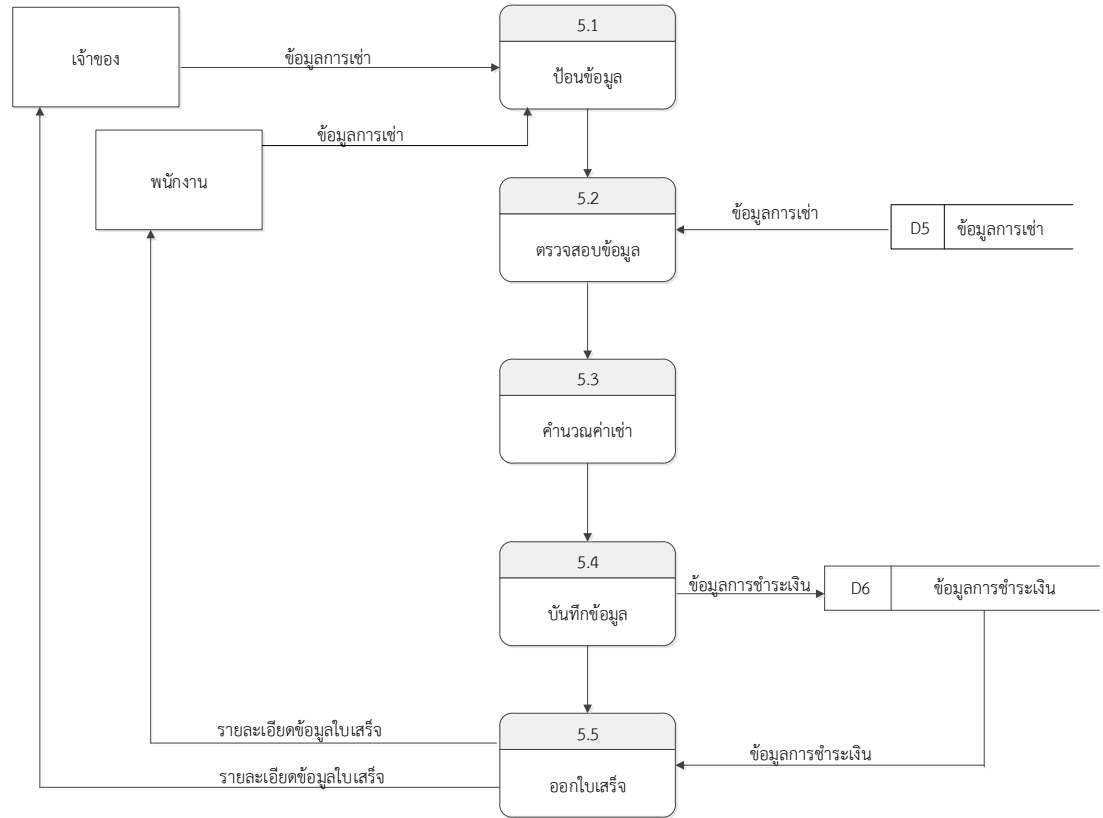 5.1
เจ้าของ
ข้อมูลการเช่า
ป้อนข้อมูล
ข้อมูลการเช่า
พนักงาน
5.2
ข้อมูลการเช่า
D5 ข้อมูลการเช่า
ตรวจสอบข้อมูล
5.3
คำนวณค่าเช่า
5.4
ข้อมูลการชำระเงิน
D6 ข้อมูลการชำระเงิน
บันทึกข้อมูล
รายละเอียดข้อมูลใบเสร็จ
5.5
ข้อมูลการชำระเงิน
รายละเอียดข้อมูลใบเสร็จ
ออกใบเสร็จ